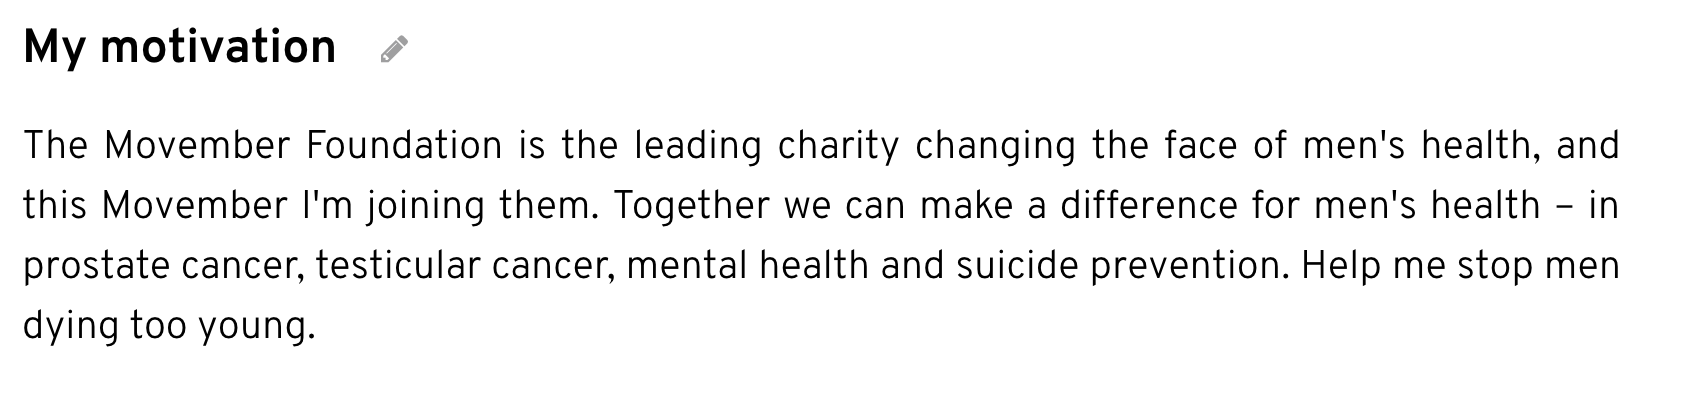 My motivation
The Movember Foundation is the leading charity changing the face of men's health, and
this Movember I'm joining them. Together we can make a difference for men's health – in
prostate cancer, testicular cancer, mental health and suicide prevention. Help me stop men
dying too young.